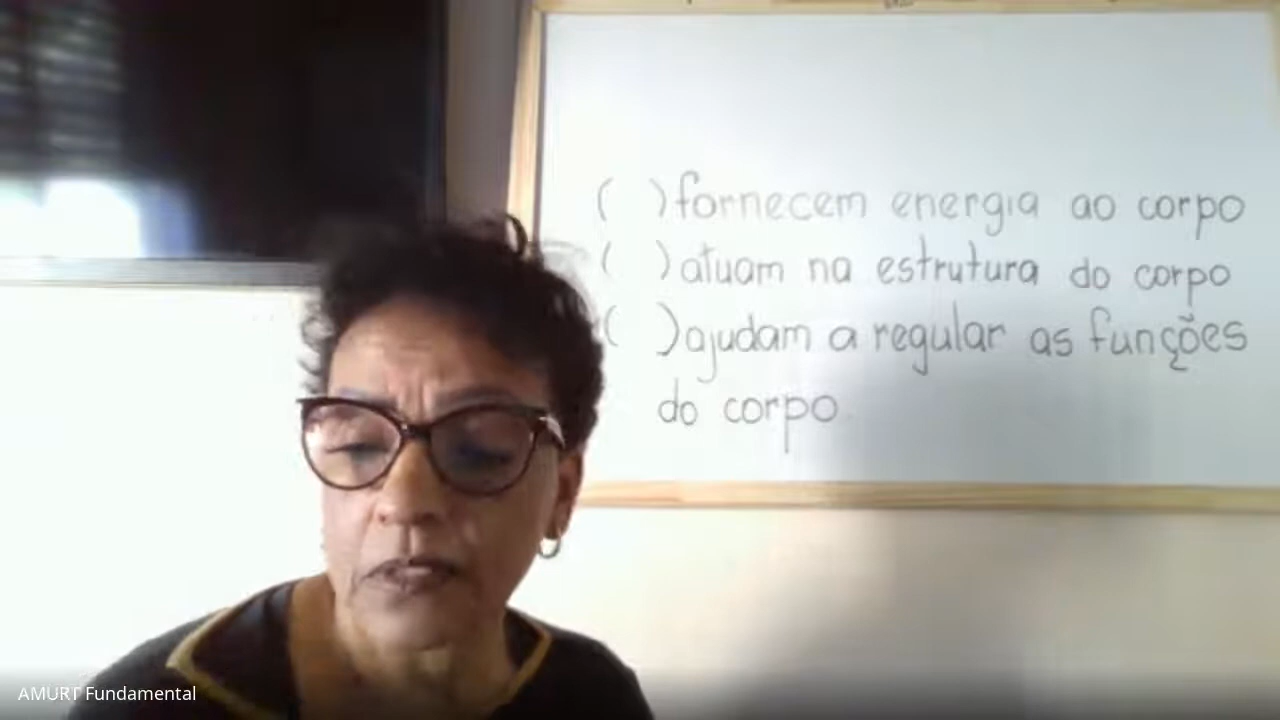 ( ) fornecem energia ao corpo
( ) atuam na estrutura do corpo
( ) ajudam a regular as funções
do corpo
AMURT Fundamental